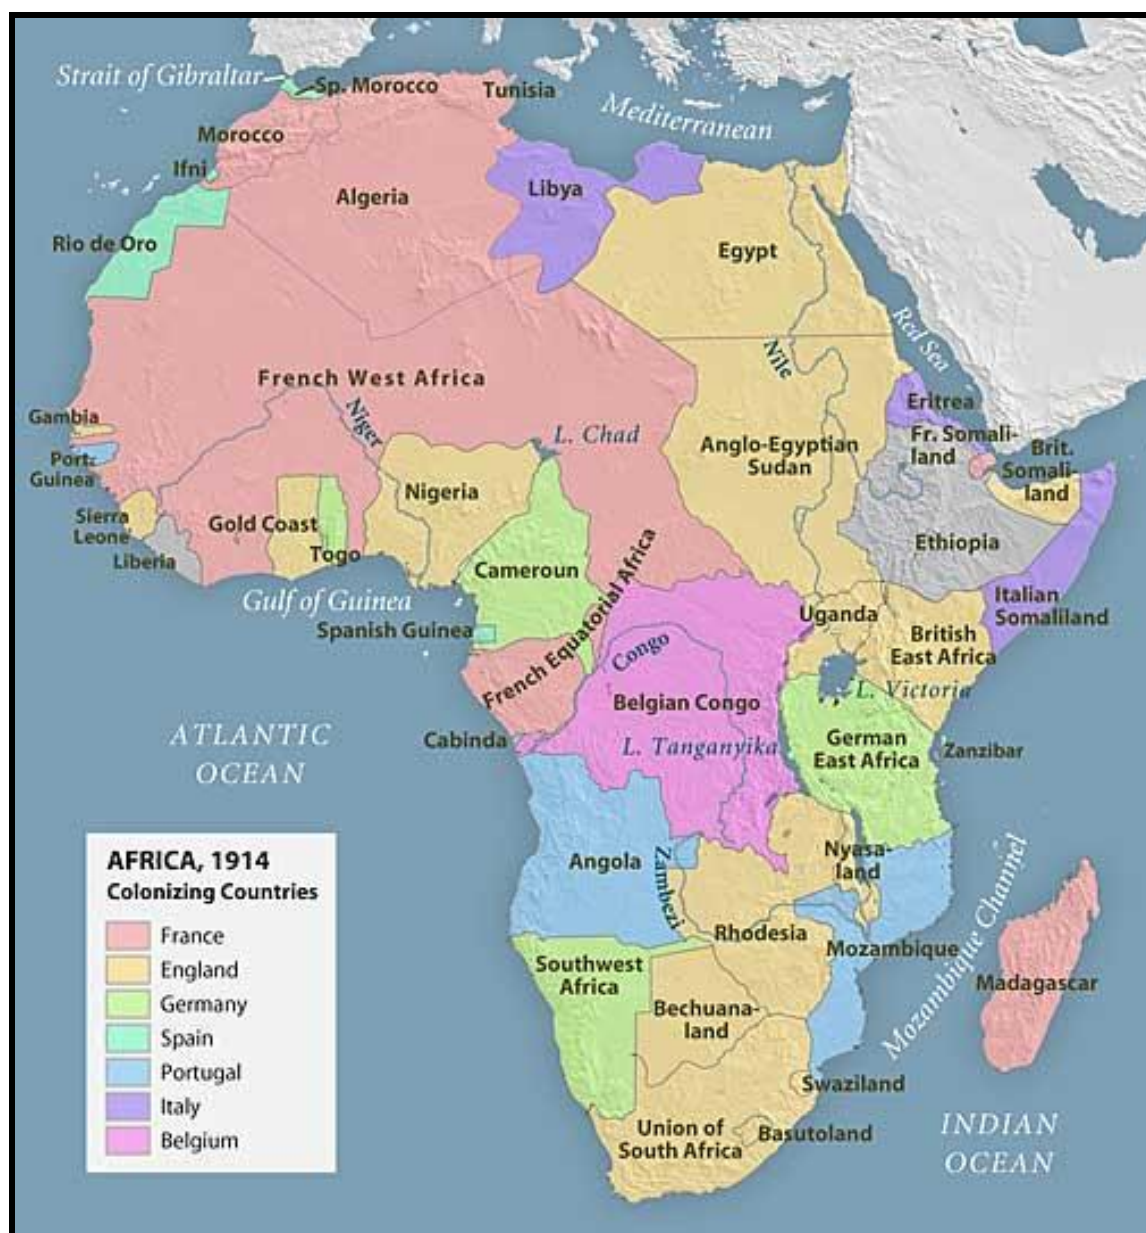 Strait of Gibraltar
Sp. Morocco
Tunisia
Mediterranean
Morocco
Ifni
Algeria
Libya
Rio de Oro
Egypt
Red Sea
Nile
French West Africa
Niger
Eritrea
Gambia
L. Chad
Fr. Somali-
land
Brit.
Somali-
land
Anglo-Egyptian
Sudan
Port.
Guinea
Nigeria
Sierra
Leone
Gold Coast
Togo
Liberia
Ethiopia
Cameroun
Gulf of Guinea
French Equatorial Africa
Uganda
Italian
Somaliland
Spanish Guinea
British
East Africa
Congo
L. Victoria
Belgian Congo
ATLANTIC
OCEAN
Cabinda
L. Tanganyika
German
East Africa
Zanzibar
Angola
Zambezi
Nyasa-
land
Mozambique Channel
Rhodesia
Mozambique
Southwest
Africa
Madagascar
Bechuana-
land
Swaziland
Union of
South Africa
Basutoland
INDIAN
OCEAN
AFRICA, 1914
Colonizing Countries
France
England
Germany
Spain
Portugal
Italy
Belgium